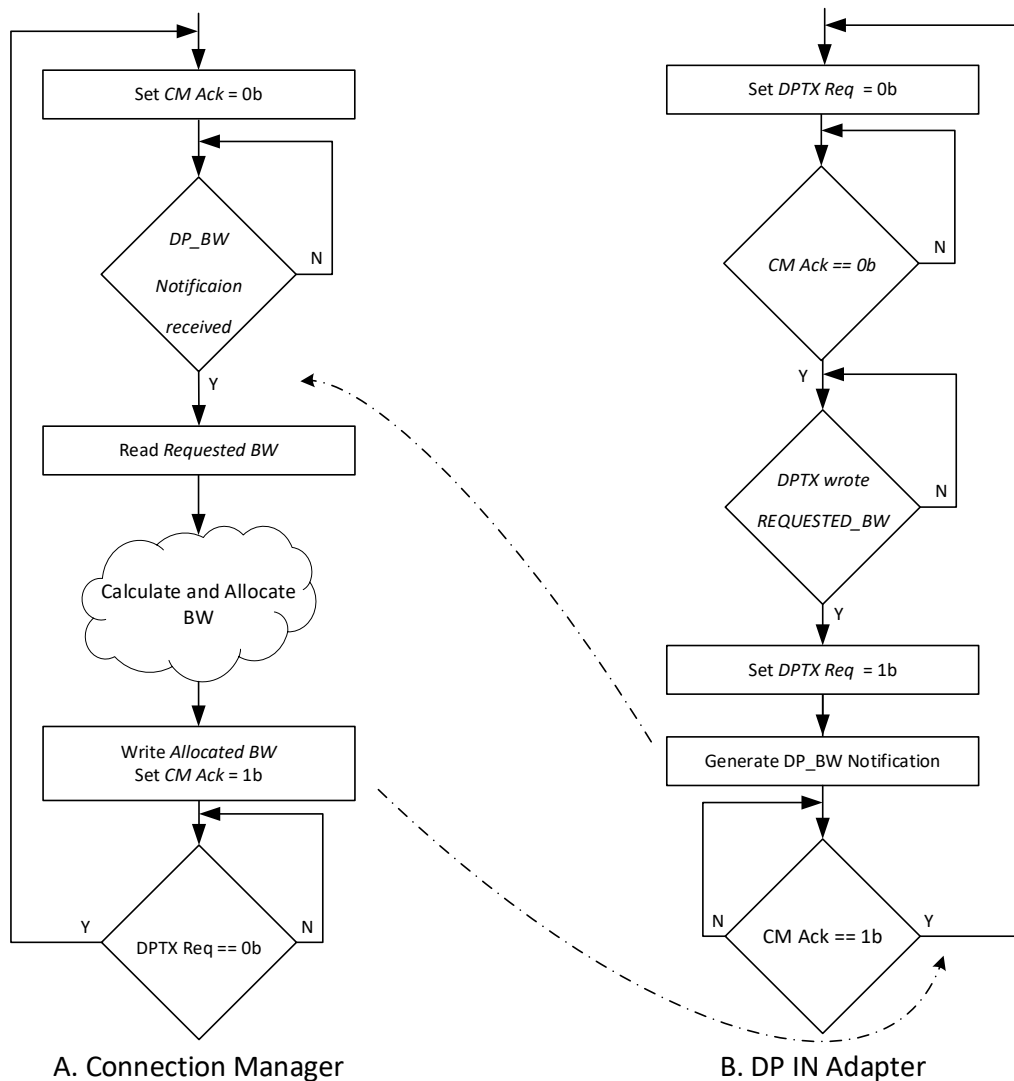 Set CM Ack = 0b
DP_BW
Notificaion
received
N
Y
Read Requested BW
Calculate and Allocate
BW
Write Allocated BW
Set CM Ack = 1b
Y
N
DPTX Req == 0b
A. Connection Manager
Set DPTX Req = 0b
N
CM Ack == 0b
Y
DPTX wrote
N
REQUESTED_BW
Y
Set DPTX Req = 1b
Generate DP_BW Notification
N
Y
CM Ack == 1b
B. DP IN Adapter